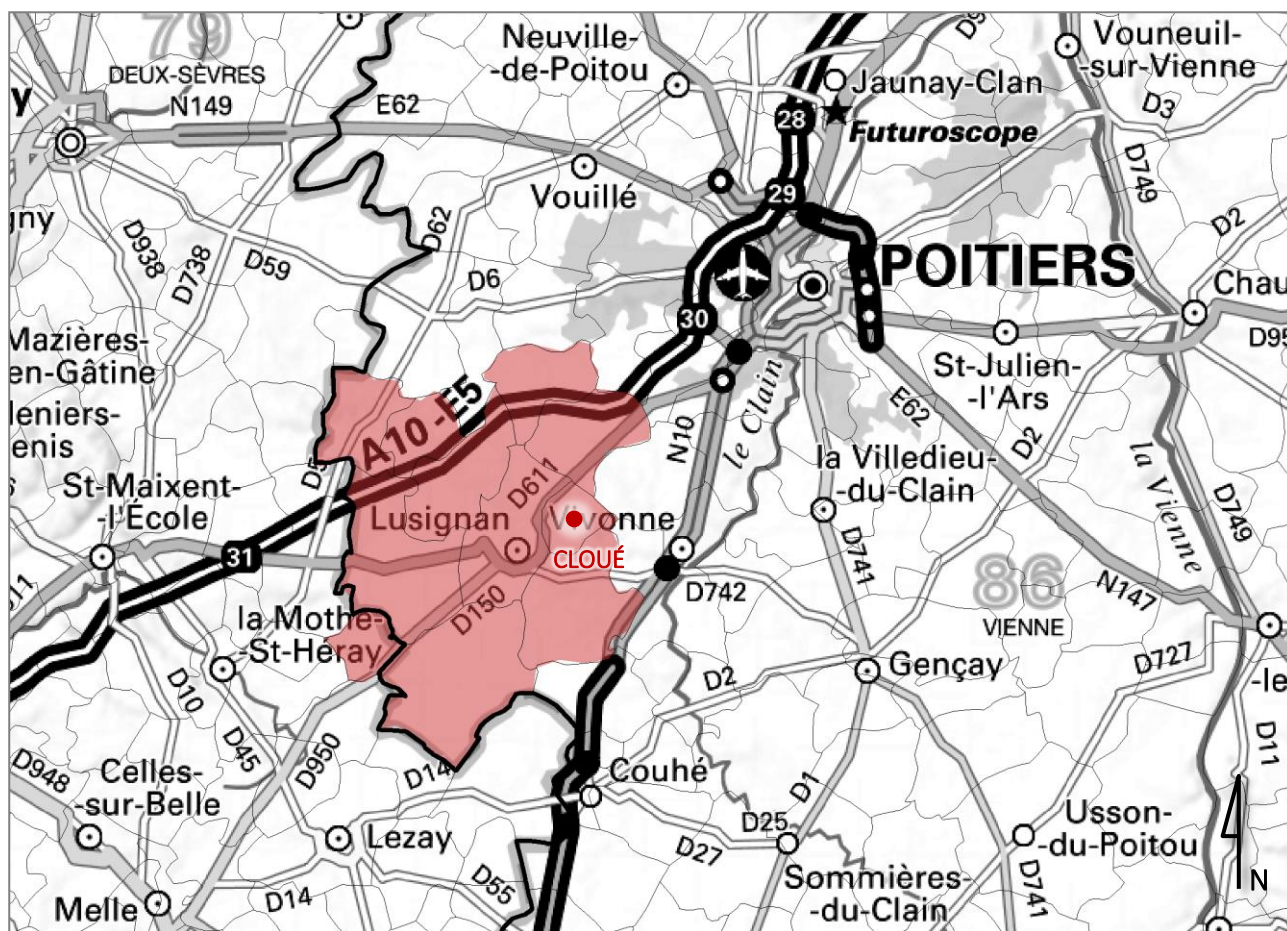 79
DEUX-SÈVRES
N149
E62
Neuville-
-de-Poitou
28
Jaunay-Clan
Futuroscope
Vouneuil-
-sur-Vienne
D3
D749
Vouillé
29
D62
D938
D738
D59
D6
POITIERS
D2
30
Mazières-
en-Gâtine
St-Julien-
-l'Ars
E62
D2
A10 -E5
N10
le Clain
la Villedieu-
-du-Clain
la Vienne
D749
St-Maixent-
-l'École
D611
Lusignan
Vivonne
CLOUÉ
31
D742
D741
86
VIENNE
N147
D150
la Mothe-
-St-Héray
D10
D45
D950
D2
Gençay
D727
D11
D948
Celles-
-sur-Belle
D14
Couhé
D1
D25
D27
Lezay
Usson-
-du-Poitou
D55
D14
Melle
Sommières-
-du-Clain
D741
N